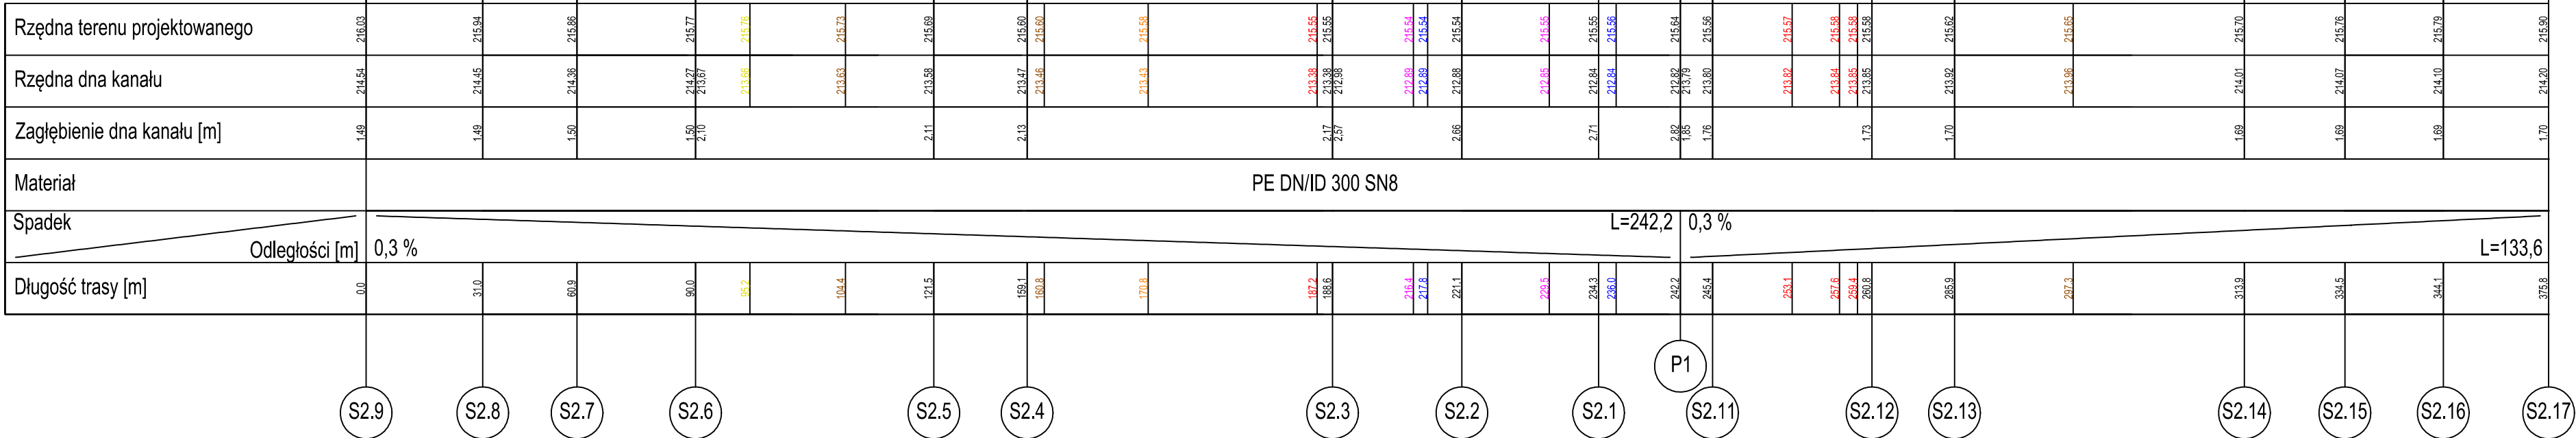 Rzędna terenu projektowanego 216,03 215,94 215,86 215,77 215,76 215,73 215,69 215,60 215,60 215,58 215,55 215,55 215,54 215,54 215,54 215,55 215,55 215,56 215,64 215,56 215,57 215,58 215,58 215,58 215,62 215,65 215,70 215,76 215,79 215,90
Rzędna dna kanału 214,54 214,45 214,36 214,27 213,67 213,66 213,63 213,58 213,47 213,46 213,43 213,38 213,38 212,98 212,89 212,89 212,88 212,85 212,84 212,84 212,82 213,79 213,80 213,82 213,84 213,85 213,85 213,92 213,96 214,01 214,07 214,10 214,20
Zagłębienie dna kanału [m] 1,49 1,49 1,50 1,50 2,10 2,11 2,13 2,17 2,57 2,66 2,71 2,82 1,85 1,76 1,73 1,70 1,69 1,69 1,69 1,70
Materiał PE DN/ID 300 SN8
Spadek L=242,2 0,3 %
Odległości [m] 0,3 % L=133,6
Długość trasy [m] 0,0 31,0 60,9 90,0 95,2 104,4 121,5 159,1 160,8 170,8 187,2 188,6 216,4 217,8 221,1 229,5 234,3 236,0 242,2 245,4 253,1 257,6 259,4 260,8 285,9 297,3 313,9 334,5 344,1 375,8
P1
S2.9 S2.8 S2.7 S2.6 S2.5 S2.4 S2.3 S2.2 S2.1 S2.11 S2.12 S2.13 S2.14 S2.15 S2.16 S2.17